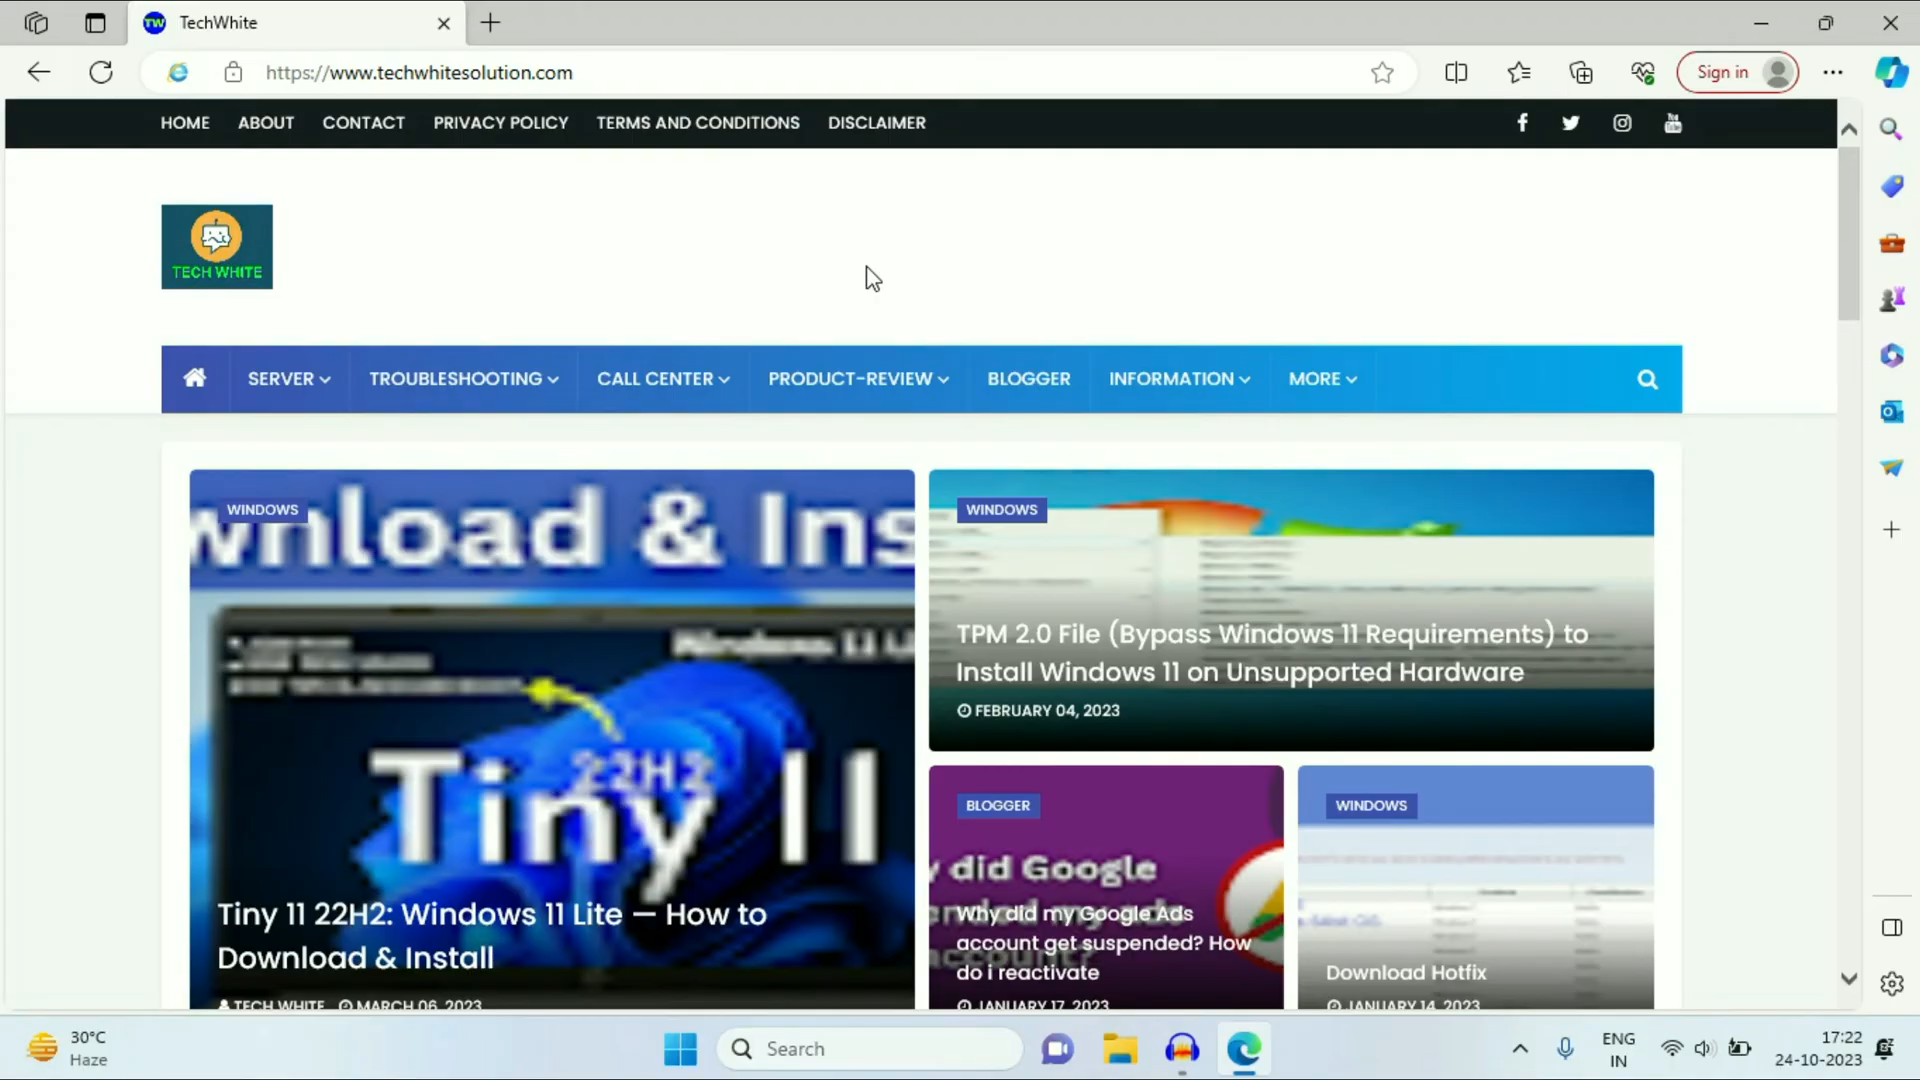 TW TechWhite
https://www.techwhitesolution.com
Sign in
HOME ABOUT CONTACT PRIVACY POLICY TERMS AND CONDITIONS DISCLAIMER
TECH WHITE
SERVER TROUBLESHOOTING CALL CENTER PRODUCT-REVIEW BLOGGER INFORMATION MORE
WINDOWS
wnload & Ins
22H2
Tiny 11
Tiny 11 22H2: Windows 11 Lite — How to
Download & Install
TECH WHITE MARCH 06, 2023
WINDOWS
TPM 2.0 File (Bypass Windows 11 Requirements) to
Install Windows 11 on Unsupported Hardware
FEBRUARY 04, 2023
BLOGGER
did Google
Why did my Google Ads
account get suspended? How
do i reactivate
JANUARY 17, 2023
WINDOWS
Download Hotfix
JANUARY 14, 2023
30°C
Haze
Search
ENG
IN
17:22
24-10-2023